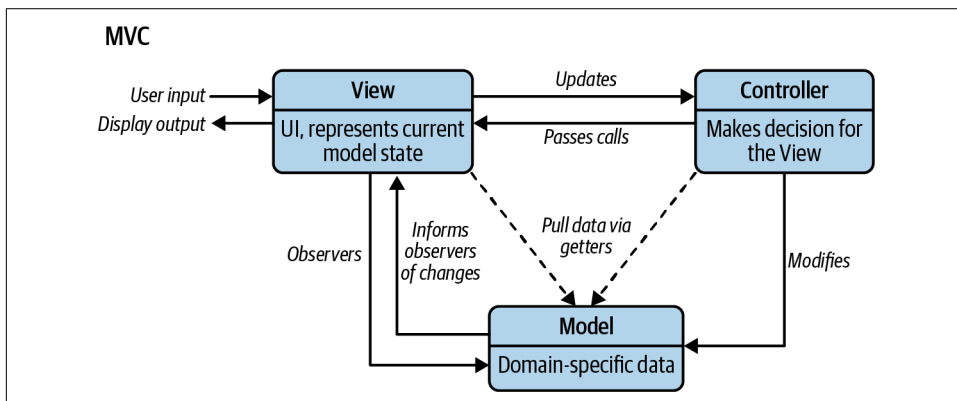 MVC
User input
Display output
View
UI, represents current
model state
Updates
Passes calls
Controller
Makes decision for
the View
Observers
Informs
observers
of changes
Pull data via
getters
Modifies
Model
Domain-specific data